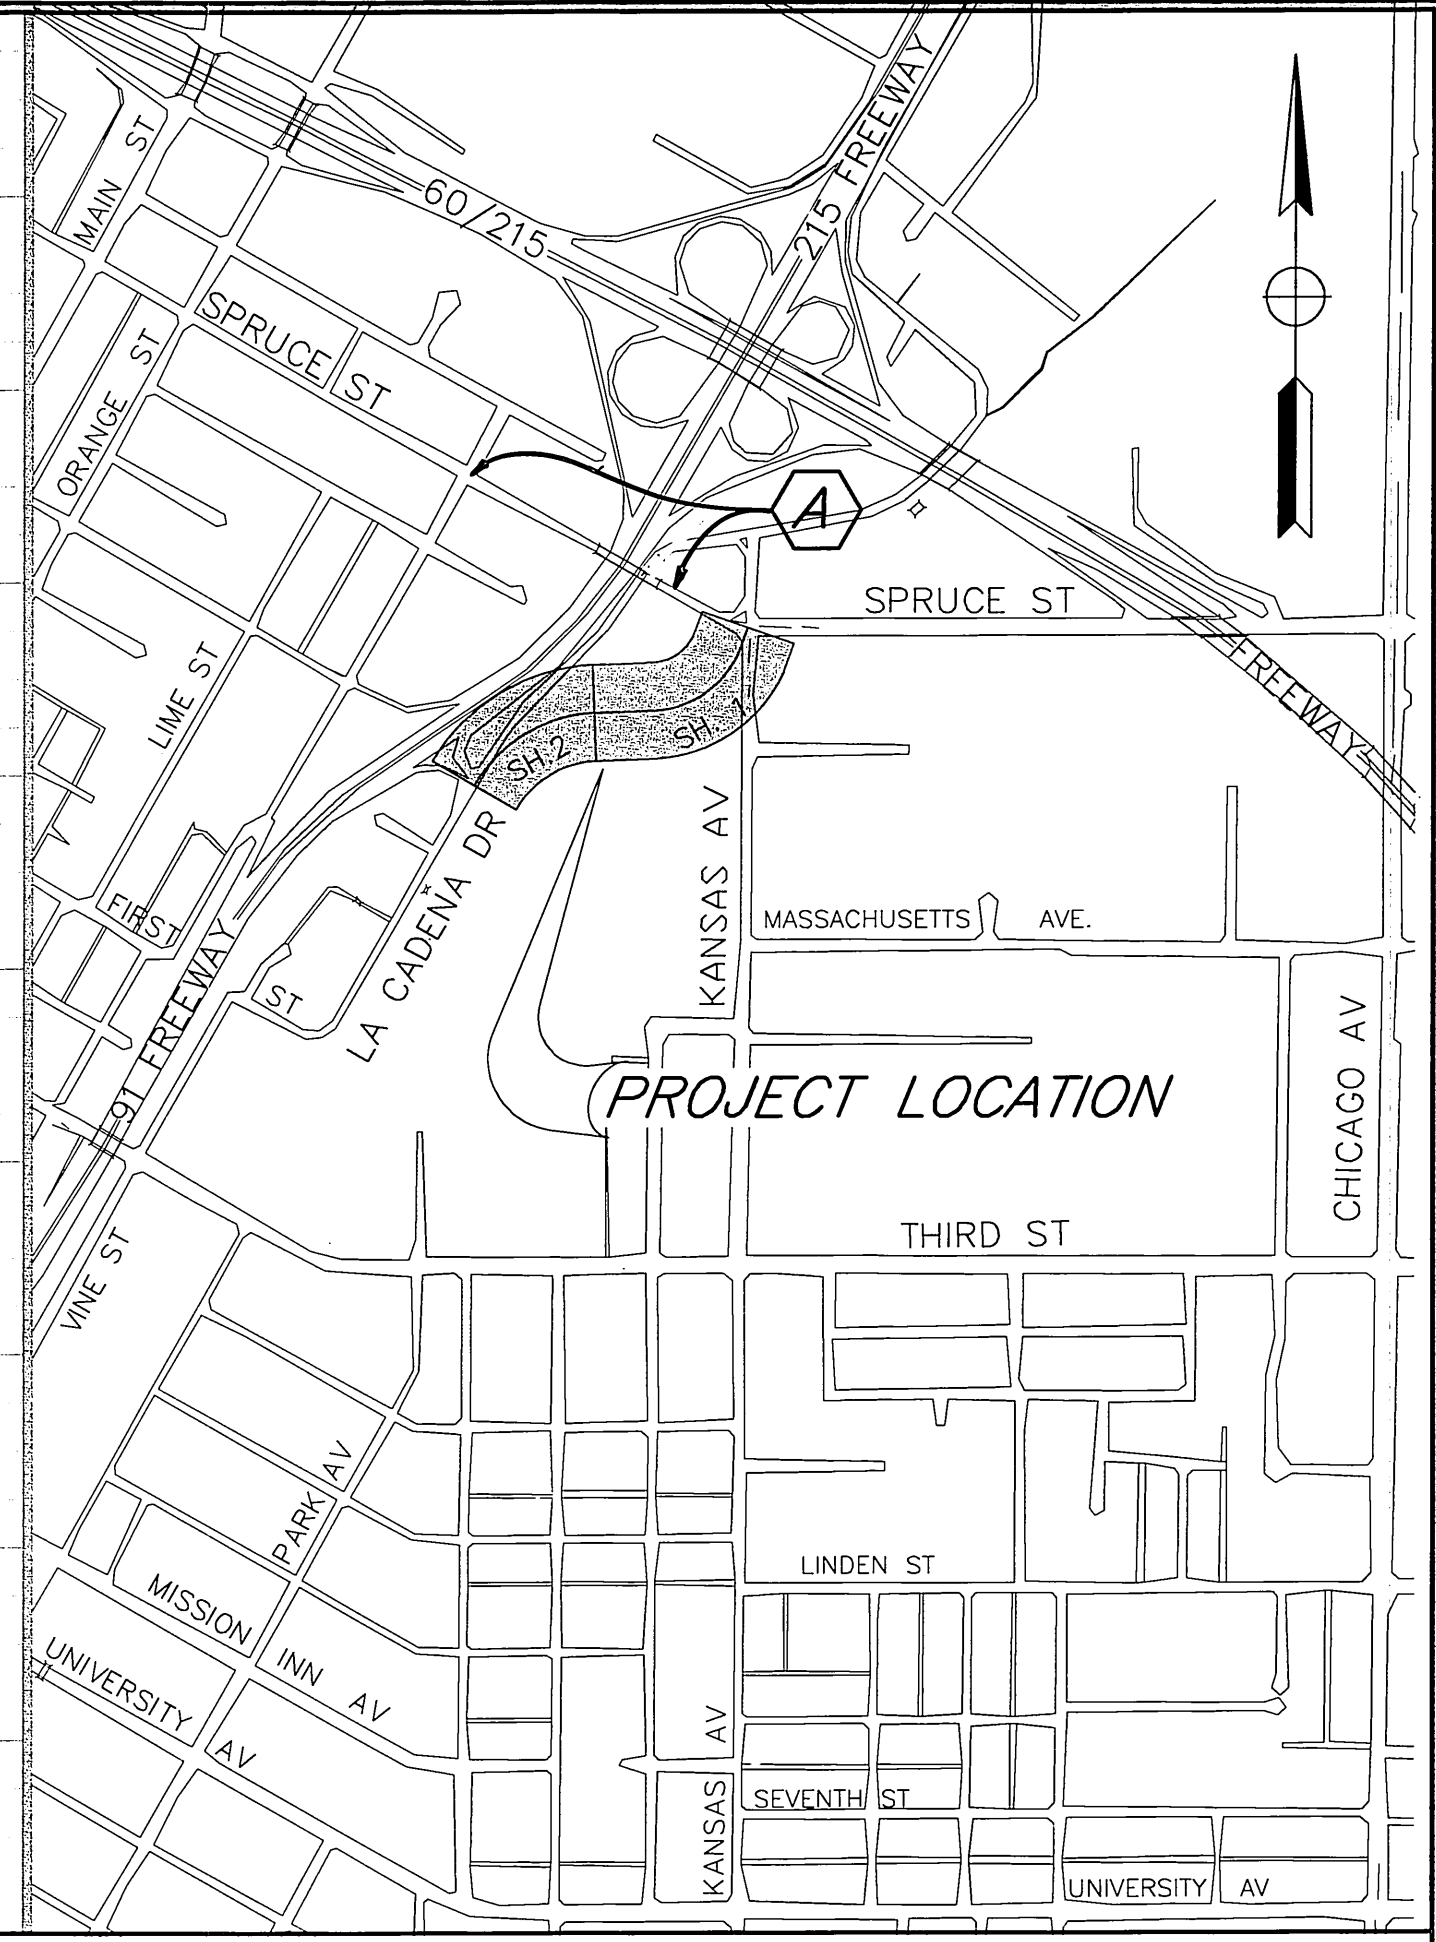 215 FREEWAY
MAIN ST
60/215
SPRUCE ST
ORANGE ST
A
SPRUCE ST
FREEWAY
LIME ST
SH. 1
SH. 2
LA CADENA DR
KANSAS AV
MASSACHUSETTS AVE.
FIRST ST
91 FREEWAY
PROJECT LOCATION
CHICAGO AV
THIRD ST
VINE ST
PARK AV
LINDEN ST
MISSION INN AV
UNIVERSITY AV
KANSAS AV
SEVENTH ST
UNIVERSITY AV